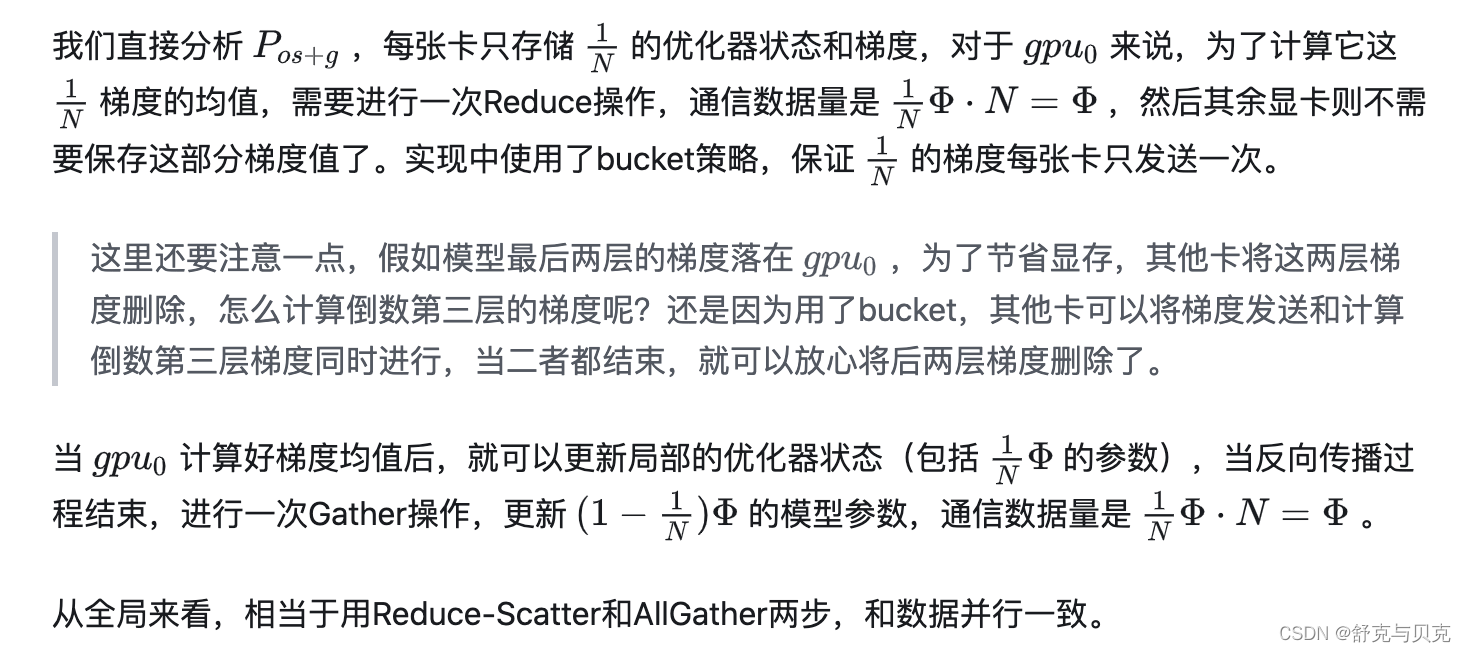 我们直接分析 $P_{os+g}$ ，每张卡只存储 $\frac{1}{N}$ 的优化器状态和梯度，对于 $gpu_0$ 来说，为了计算它这
$\frac{1}{N}$ 梯度的均值，需要进行一次Reduce操作，通信数据量是 $\frac{1}{N}\Phi \cdot N = \Phi$ ，然后其余显卡则不需
要保存这部分梯度值了。实现中使用了bucket策略，保证 $\frac{1}{N}$ 的梯度每张卡只发送一次。
这里还要注意一点，假如模型最后两层的梯度落在 $gpu_0$ ，为了节省显存，其他卡将这两层梯
度删除，怎么计算倒数第三层的梯度呢？还是因为用了bucket，其他卡可以将梯度发送和计算
倒数第三层梯度同时进行，当二者都结束，就可以放心将后两层梯度删除了。
当 $gpu_0$ 计算好梯度均值后，就可以更新局部的优化器状态（包括 $\frac{1}{N}\Phi$ 的参数），当反向传播过
程结束，进行一次Gather操作，更新 $(1 - \frac{1}{N})\Phi$ 的模型参数，通信数据量是 $\frac{1}{N}\Phi \cdot N = \Phi$ 。
从全局来看，相当于用Reduce-Scatter和AllGather两步，和数据并行一致。
CSDN @舒克与贝克